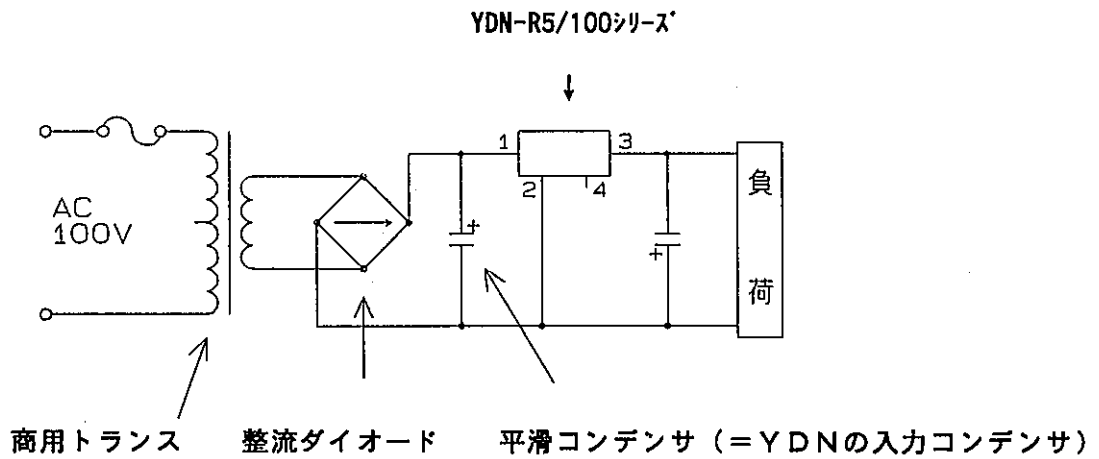 YDN-R5/100ｼﾘｰｽﾞ
1
3
2
4
AC
100V
+
+
負
荷
商用トランス
整流ダイオード
平滑コンデンサ（＝ＹＤＮの入力コンデンサ）